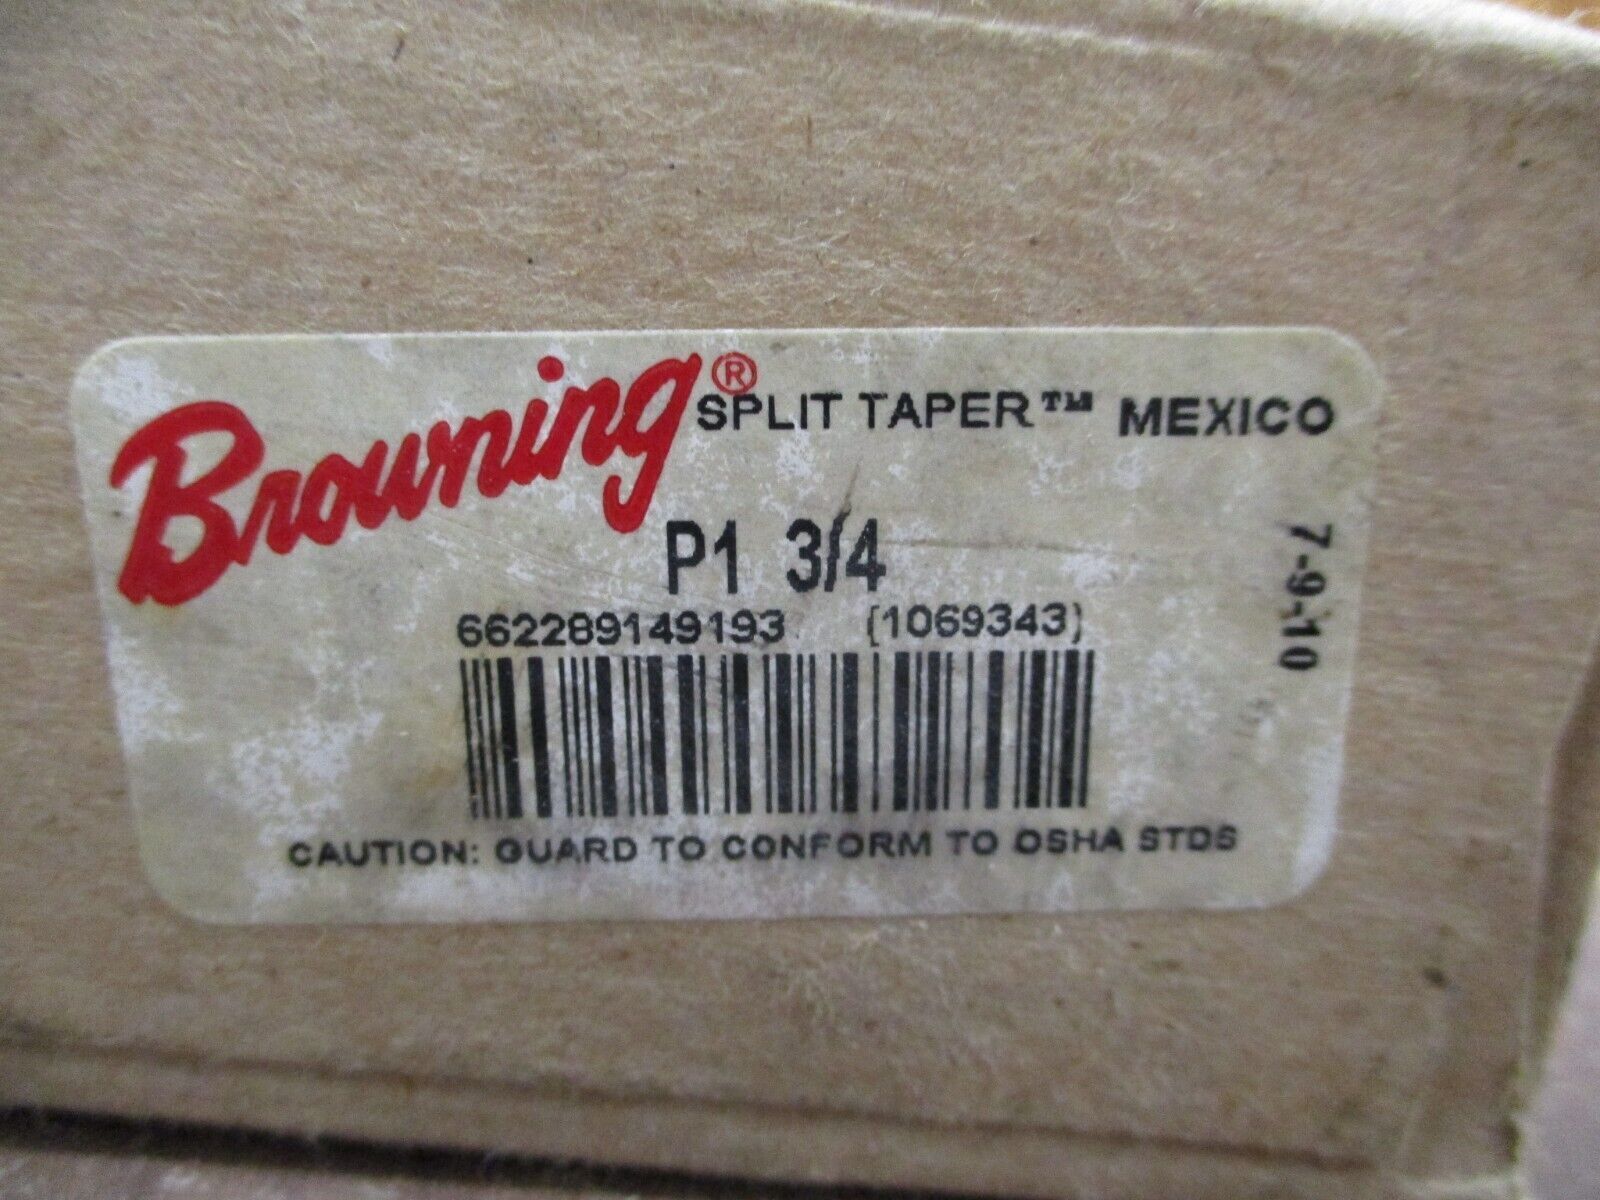 Browning® SPLIT TAPER™ MEXICO
P1 3/4
662289149193 (1069343)
7-9-10
CAUTION: GUARD TO CONFORM TO OSHA STDS